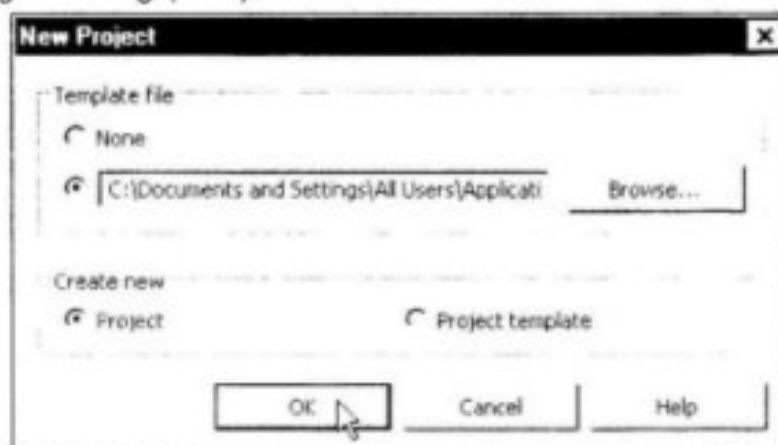 New Project
Template file
None
C:\Documents and Settings\All Users\Applicati
Browse...
Create new
Project
Project template
OK
Cancel
Help